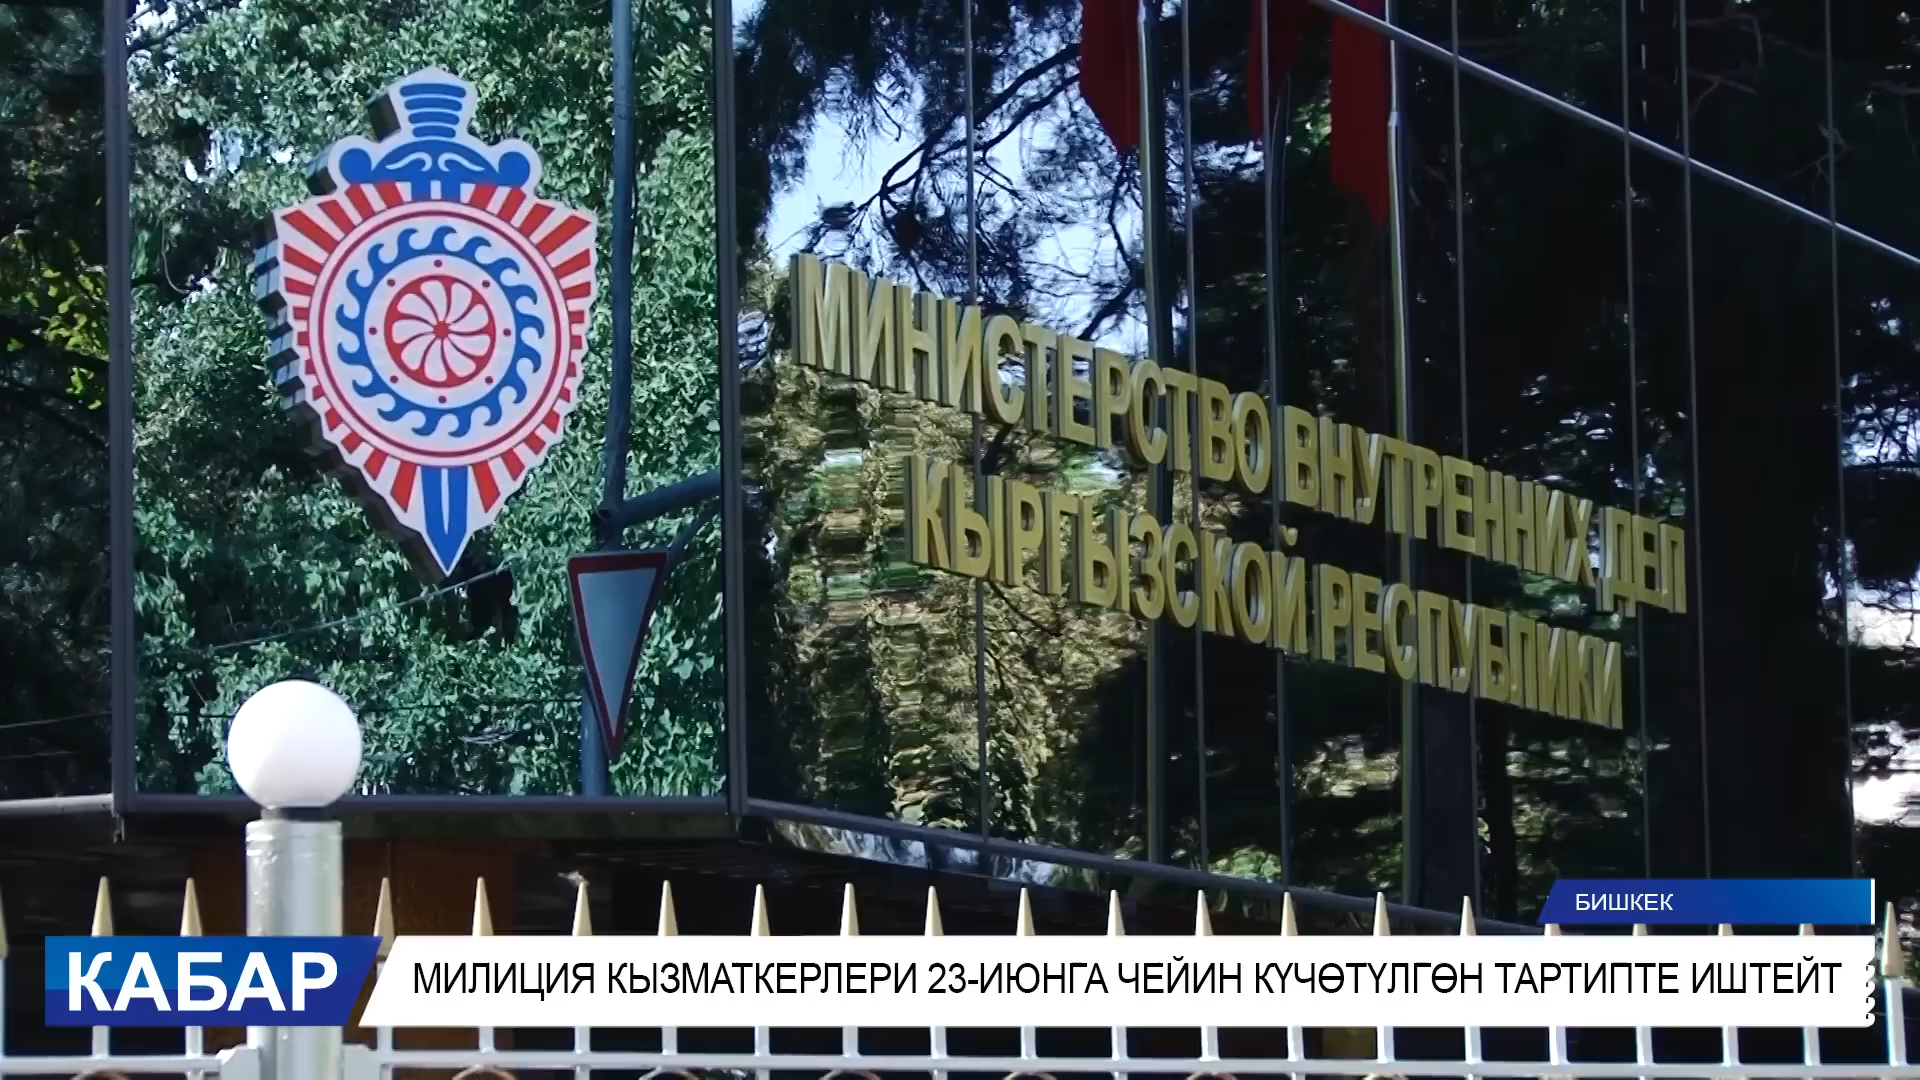 МИНИСТЕРСТВО ВНУТРЕННИХ ДЕЛ
КЫРГЫЗСКОЙ РЕСПУБЛИКИ
БИШКЕК
КАБАР
МИЛИЦИЯ КЫЗМАТКЕРЛЕРИ 23-ИЮНГА ЧЕЙИН КҮЧӨТҮЛГӨН ТАРТИПТЕ ИШТЕЙТ